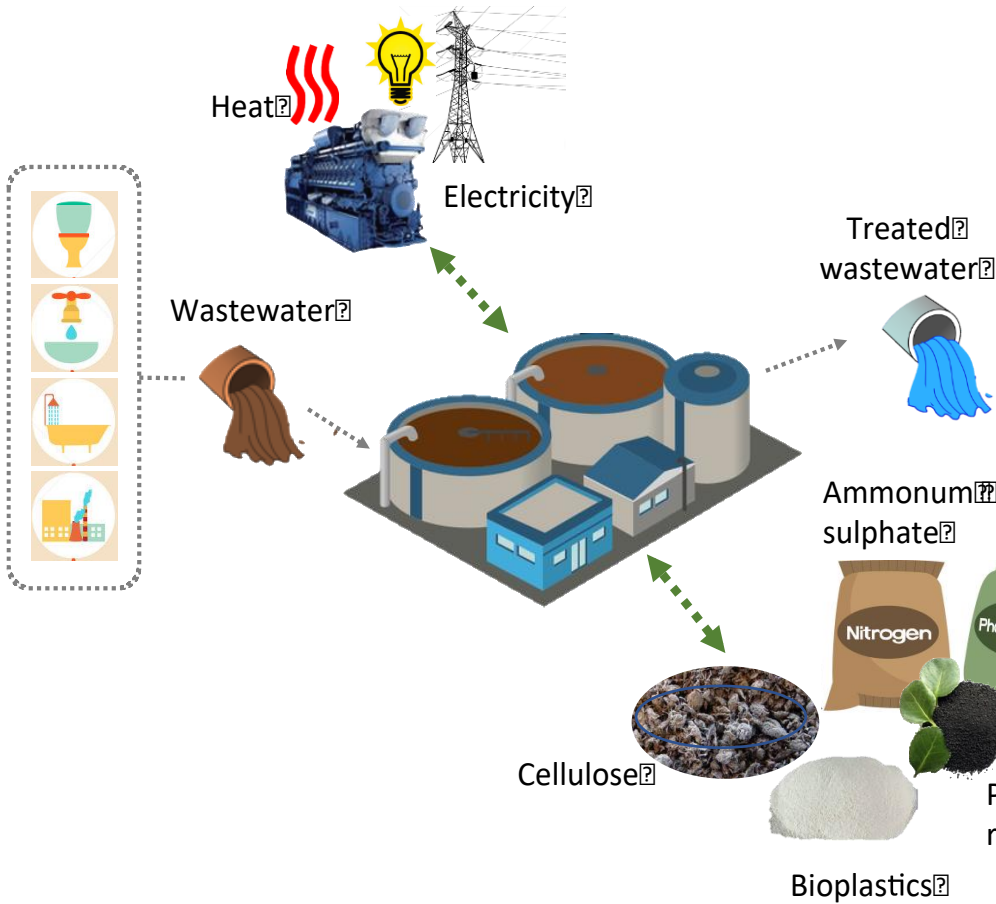 Heat
Electricity
Treated
wastewater
Wastewater
Ammonum
sulphate
Nitrogen
Cellulose
Bioplastics